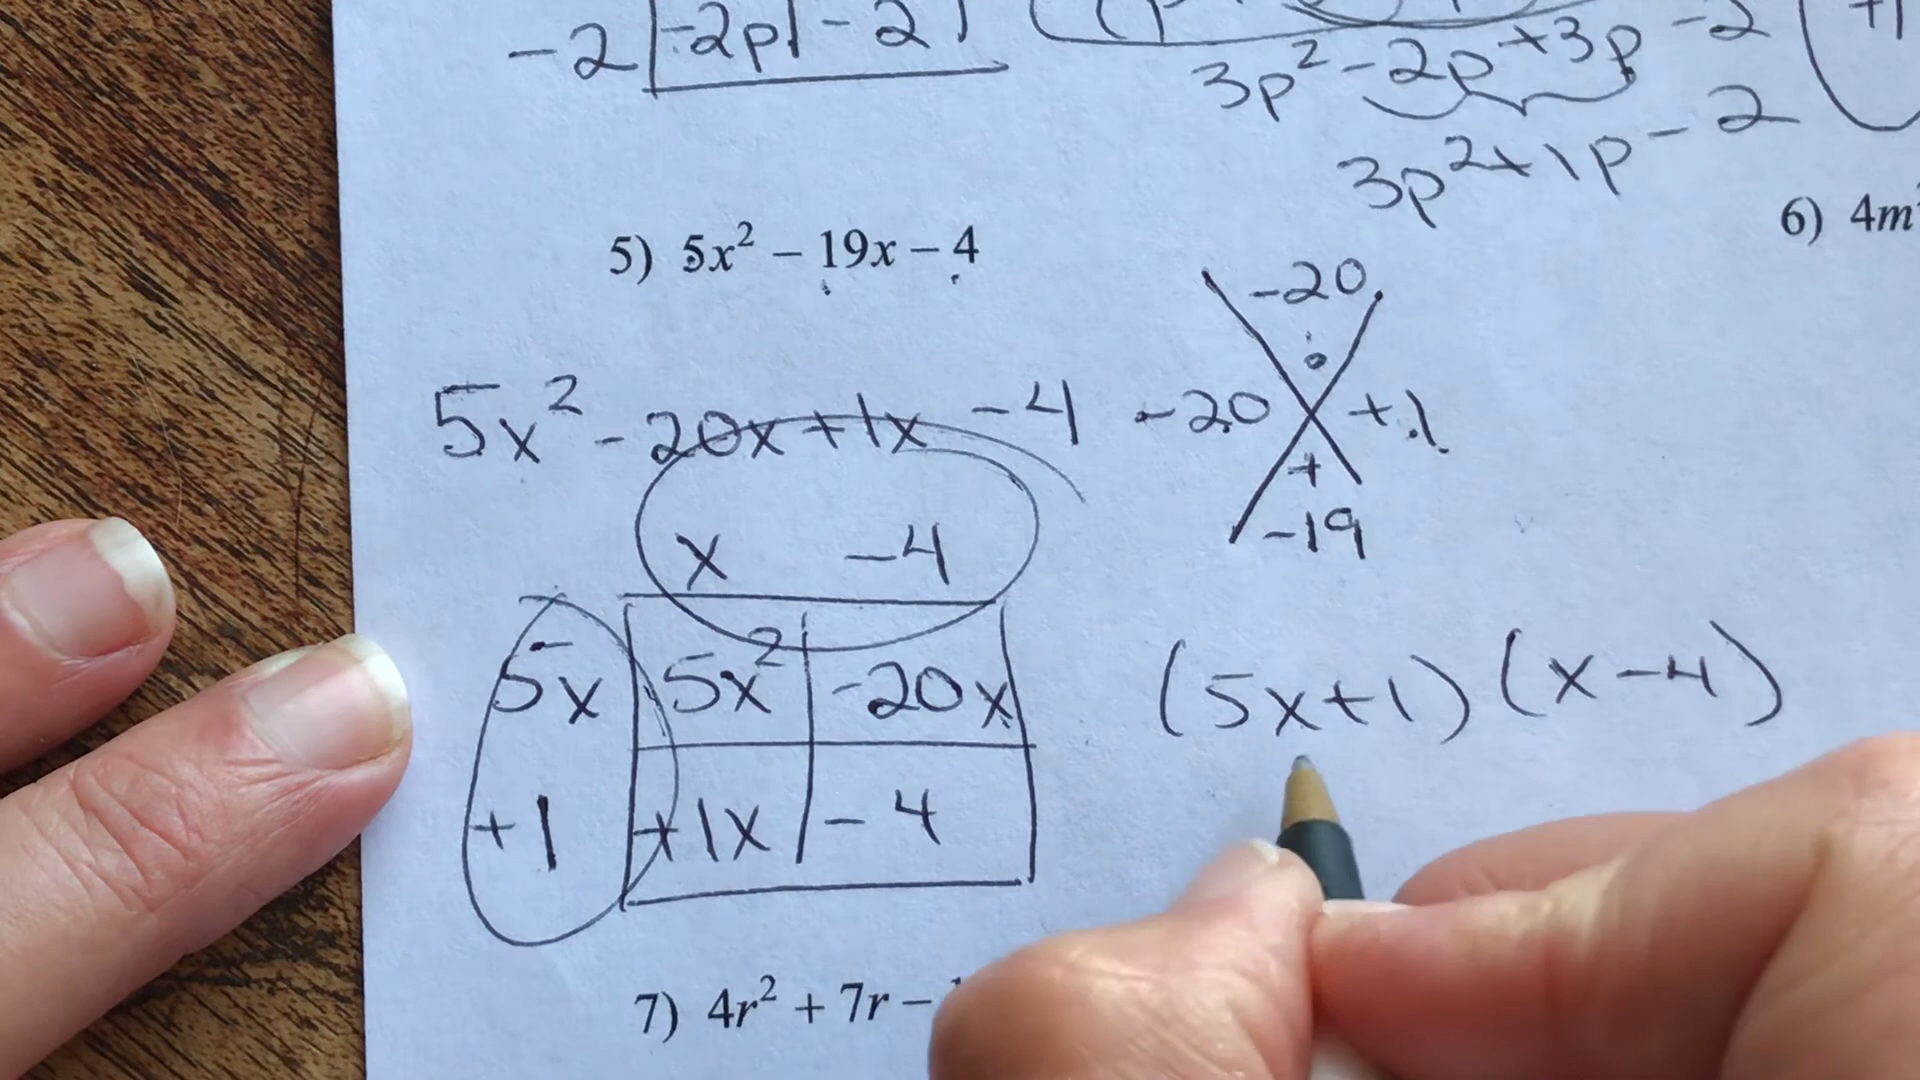 -2 -2p -2
3p² -2p +3p -2
3p² +1p -2
5) 5x² − 19x − 4
6) 4m
-20
5x² -20x +1x -4
-20 +1
+
-19
x -4
5x 5x² -20x
+1 +1x -4
(5x+1) (x-4)
7) 4r² + 7r −